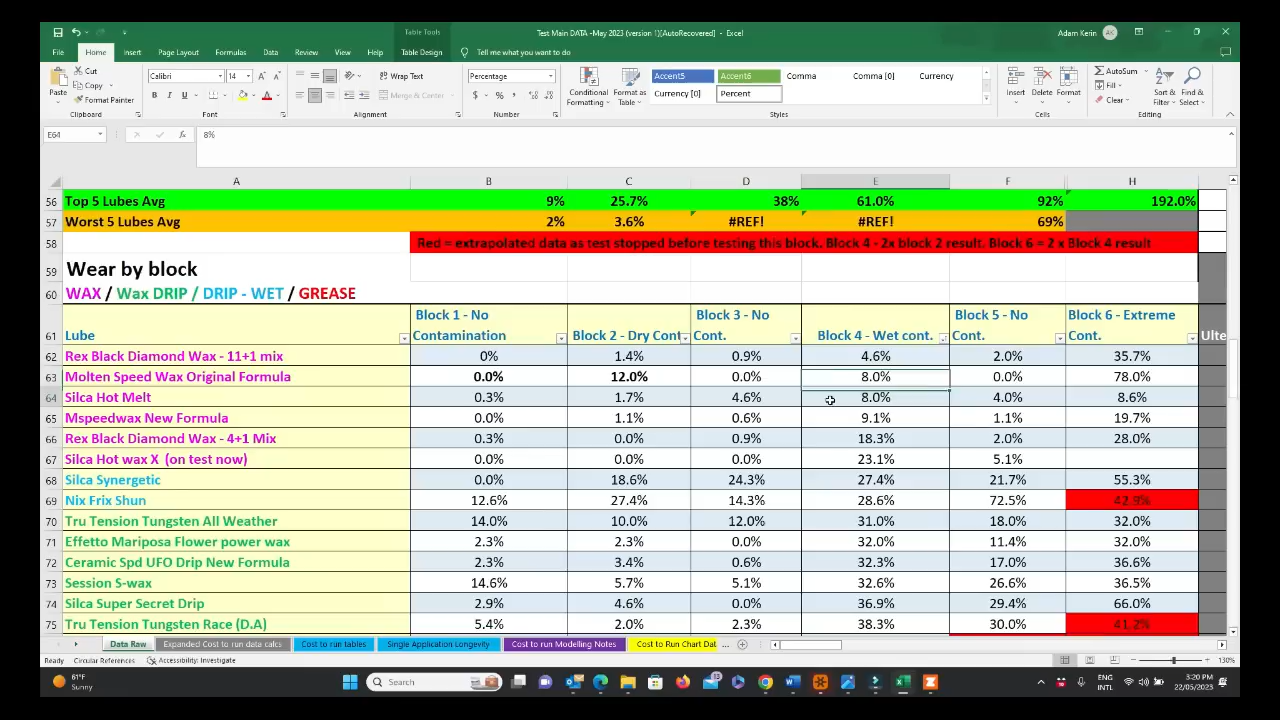 Table Tools
Test Main DATA -May 2023 (version 1)[AutoRecovered] - Excel
Adam Kerin AK
File Home Insert Page Layout Formulas Data Review View Help Table Design Tell me what you want to do
Paste Cut Copy Format Painter
Calibri 14
Wrap Text
Merge & Center
Percentage
Conditional Formatting Format as Table
Accent5 Accent6 Comma Comma [0] Currency
Currency [0] Percent
Insert Delete Format
AutoSum Fill Clear
Sort & Filter Find & Select
Clipboard Font Alignment Number Styles Cells Editing
E64 fx 8%
A B C D E F H
56 Top 5 Lubes Avg 9% 25.7% 38% 61.0% 92% 192.0%
57 Worst 5 Lubes Avg 2% 3.6% #REF! #REF! 69%
58 Red = extrapolated data as test stopped before testing this block. Block 4 - 2x block 2 result. Block 6 = 2 x Block 4 result
59 Wear by block
60 WAX / Wax DRIP / DRIP - WET / GREASE
61 Lube Block 1 - No Contamination Block 2 - Dry Cont Block 3 - No Cont. Block 4 - Wet cont. Block 5 - No Cont. Block 6 - Extreme Cont. Ulte
62 Rex Black Diamond Wax - 11+1 mix 0% 1.4% 0.9% 4.6% 2.0% 35.7%
63 Molten Speed Wax Original Formula 0.0% 12.0% 0.0% 8.0% 0.0% 78.0%
64 Silca Hot Melt 0.3% 1.7% 4.6% 8.0% 4.0% 8.6%
65 Mspeedwax New Formula 0.0% 1.1% 0.6% 9.1% 1.1% 19.7%
66 Rex Black Diamond Wax - 4+1 Mix 0.3% 0.0% 0.9% 18.3% 2.0% 28.0%
67 Silca Hot wax X (on test now) 0.0% 0.0% 0.0% 23.1% 5.1%
68 Silca Synergetic 0.0% 18.6% 24.3% 27.4% 21.7% 55.3%
69 Nix Frix Shun 12.6% 27.4% 14.3% 28.6% 72.5% 42.9%
70 Tru Tension Tungsten All Weather 14.0% 10.0% 12.0% 31.0% 18.0% 32.0%
71 Effetto Mariposa Flower power wax 2.3% 2.3% 0.0% 32.0% 11.4% 32.0%
72 Ceramic Spd UFO Drip New Formula 2.3% 3.4% 0.6% 32.3% 17.0% 36.6%
73 Session S-wax 14.6% 5.7% 5.1% 32.6% 26.6% 36.5%
74 Silca Super Secret Drip 2.9% 4.6% 0.0% 36.9% 29.4% 66.0%
75 Tru Tension Tungsten Race (D.A) 5.4% 2.0% 2.3% 38.3% 30.0% 41.2%
Data Raw Expanded Cost to run data calcs Cost to run tables Single Application Longevity Cost to run Modelling Notes Cost to Run Chart Dat ...
Ready Circular References Accessibility: Investigate 130%
61°F
Sunny
Search
ENG
INTL
3:20 PM
22/05/2023